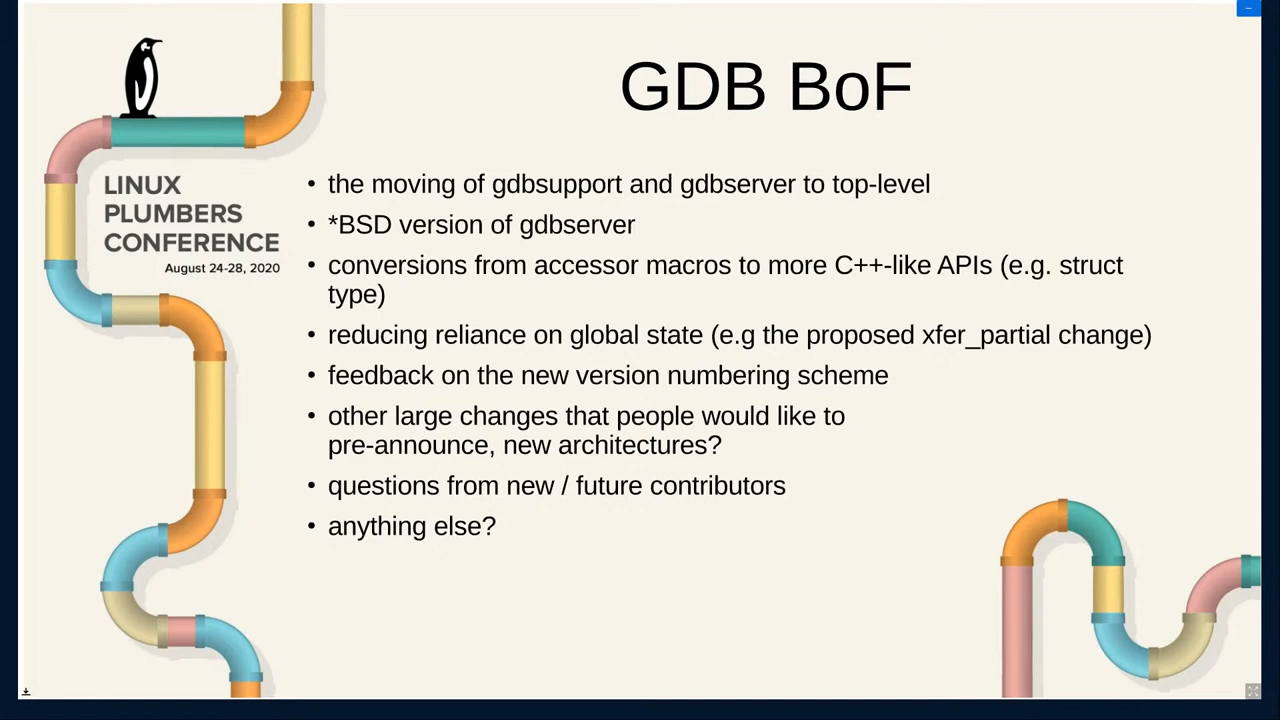 GDB BoF
LINUX
PLUMBERS
CONFERENCE
August 24-28, 2020
• the moving of gdbsupport and gdbserver to top-level
• *BSD version of gdbserver
• conversions from accessor macros to more C++-like APIs (e.g. struct
type)
• reducing reliance on global state (e.g the proposed xfer_partial change)
• feedback on the new version numbering scheme
• other large changes that people would like to
pre-announce, new architectures?
• questions from new / future contributors
• anything else?